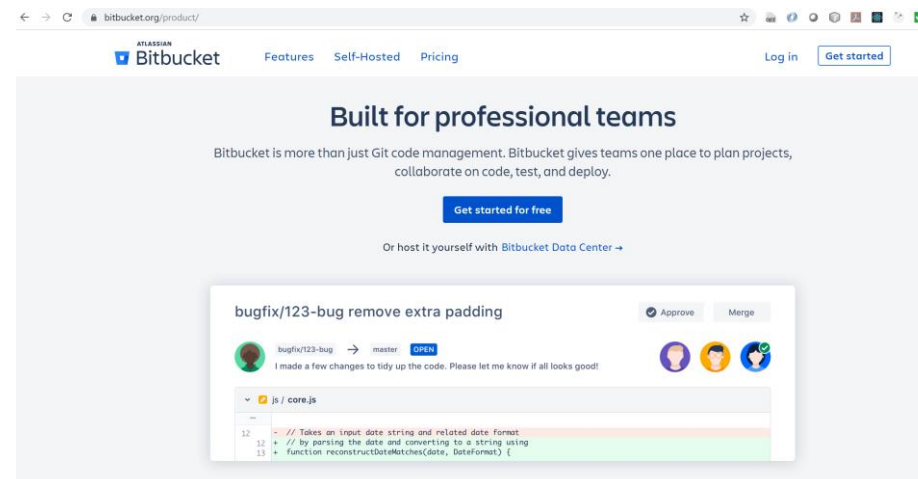 bitbucket.org/product/
ATLASSIAN
Bitbucket
Features Self-Hosted Pricing
Log in Get started
Built for professional teams
Bitbucket is more than just Git code management. Bitbucket gives teams one place to plan projects,
collaborate on code, test, and deploy.
Get started for free
Or host it yourself with Bitbucket Data Center →
bugfix/123-bug remove extra padding
Approve Merge
bugfix/123-bug → master OPEN
I made a few changes to tidy up the code. Please let me know if all looks good!
js / core.js
...
12 - // Takes an input date string and related date format
12 + // by parsing the date and converting to a string using
13 + function reconstructDateMatches(date, DateFormat) {